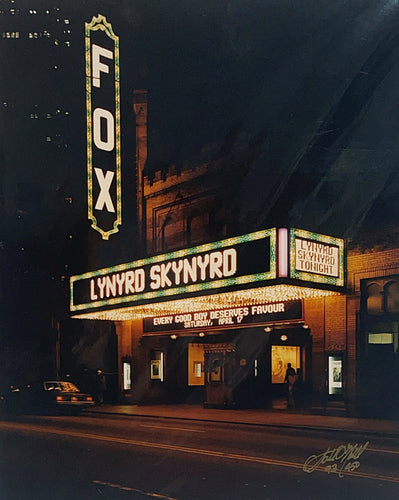 FOX
LYNYRD SKYNYRD
LYNYRD
SKYNYRD
TONIGHT
EVERY GOOD BOY DESERVES FAVOUR
SATURDAY, APRIL 17